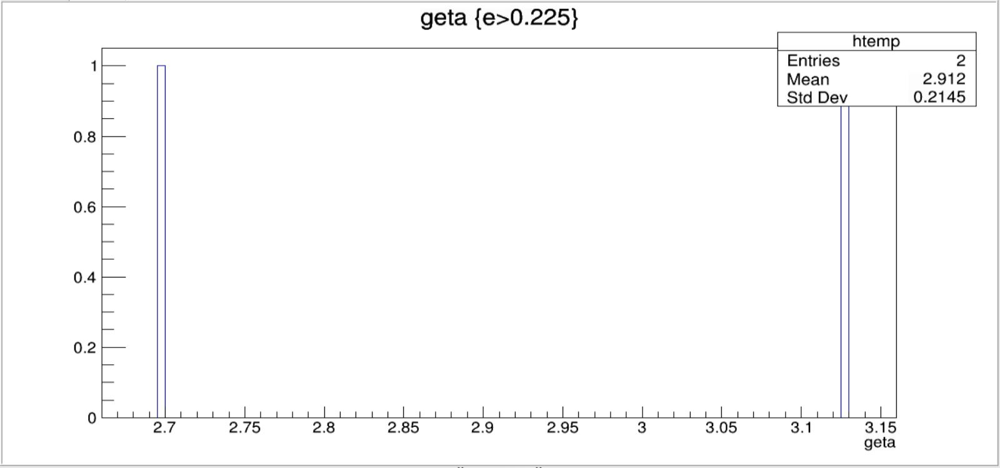 geta {e>0.225}
htemp
Entries 2
Mean 2.912
Std Dev 0.2145
1
0.8
0.6
0.4
0.2
0
2.7 2.75 2.8 2.85 2.9 2.95 3 3.05 3.1 3.15
geta